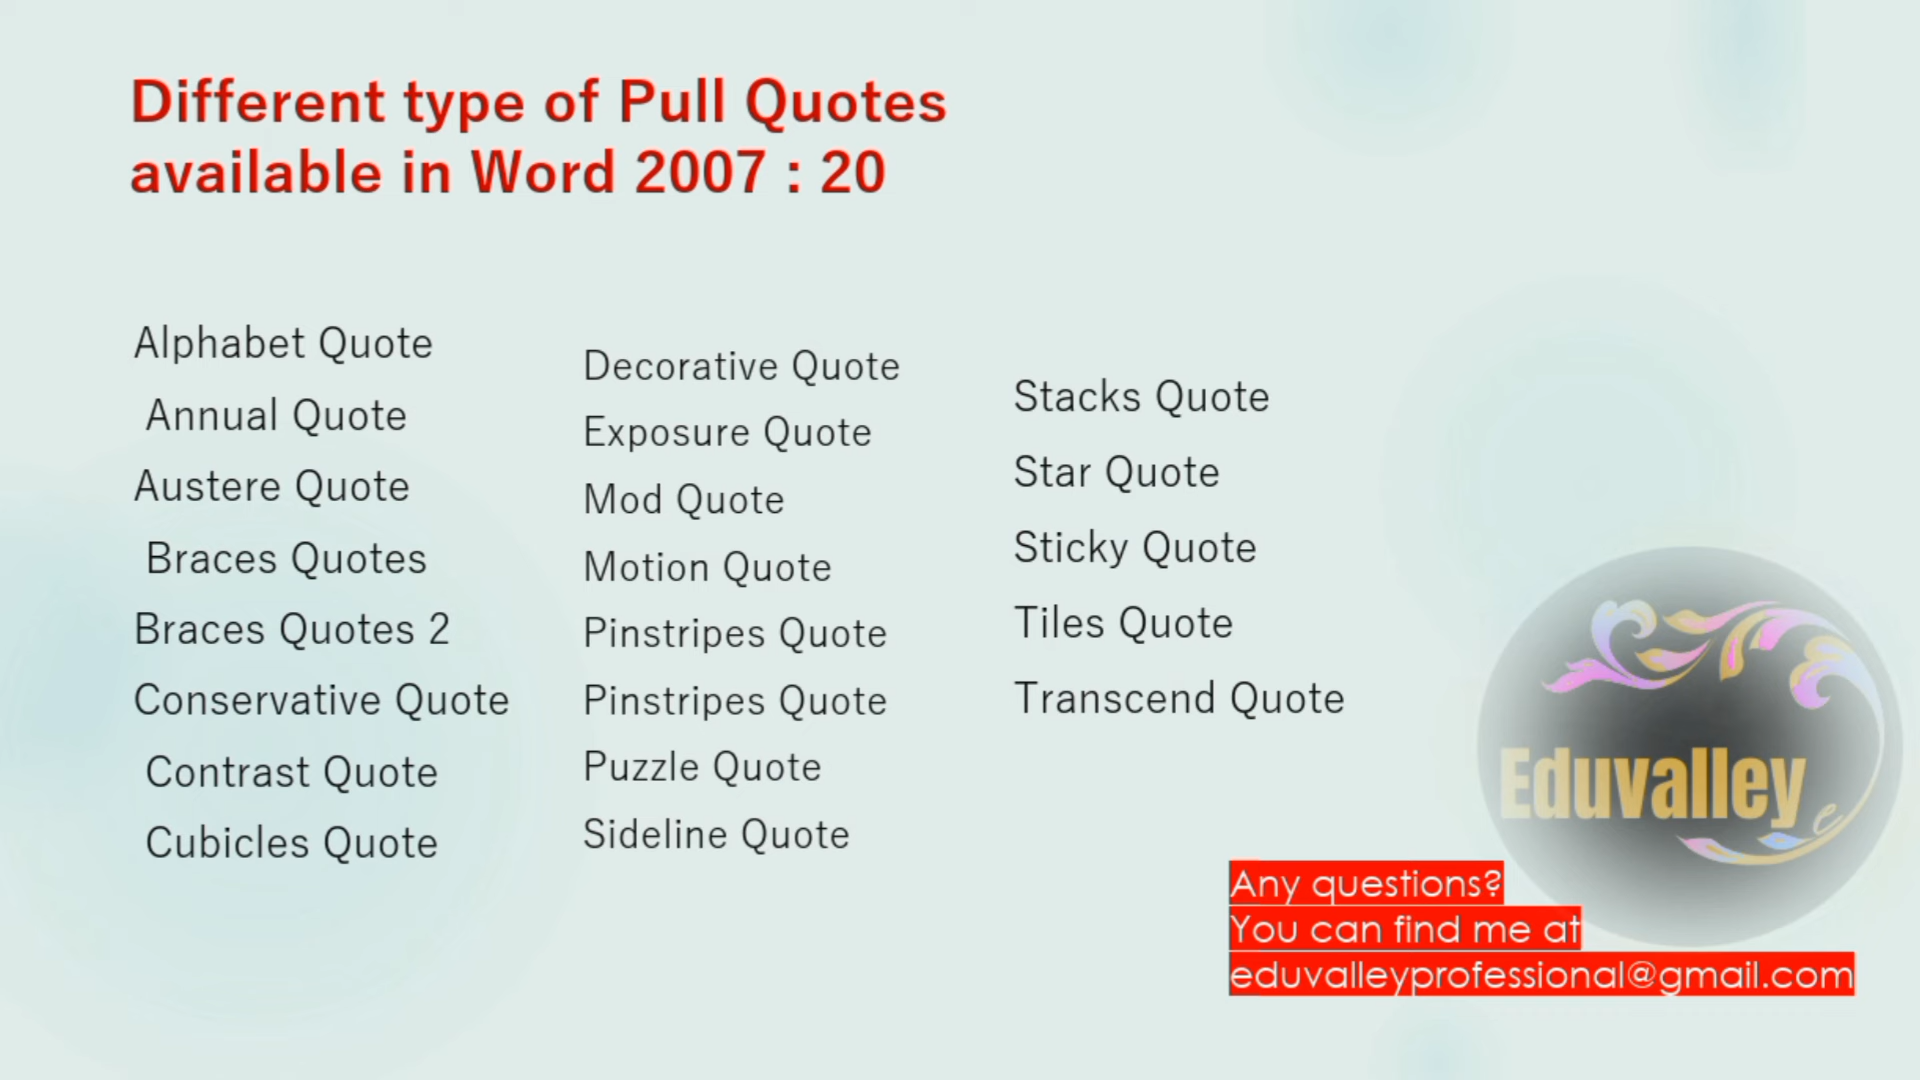 Different type of Pull Quotes
available in Word 2007 : 20
Alphabet Quote
Annual Quote
Austere Quote
Braces Quotes
Braces Quotes 2
Conservative Quote
Contrast Quote
Cubicles Quote
Decorative Quote
Exposure Quote
Mod Quote
Motion Quote
Pinstripes Quote
Pinstripes Quote
Puzzle Quote
Sideline Quote
Stacks Quote
Star Quote
Sticky Quote
Tiles Quote
Transcend Quote
Eduvalley
e
Any questions?
You can find me at
eduvalleyprofessional@gmail.com